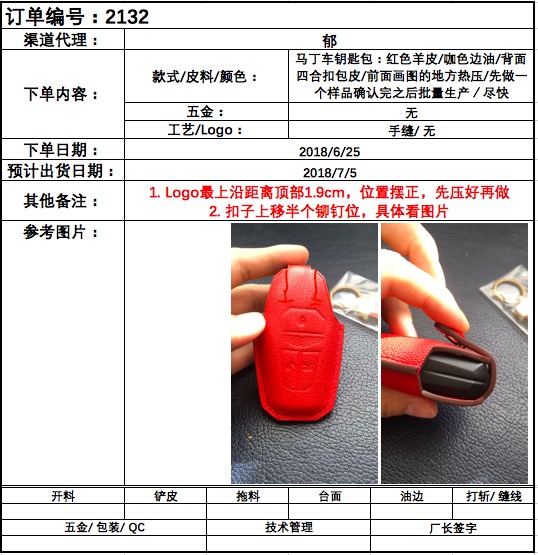 订单编号：2132
渠道代理：
郁
下单内容：
款式/皮料/颜色：
马丁车钥匙包：红色羊皮/咖色边油/背面
四合扣包皮/前面画图的地方热压/先做一
个样品确认完之后批量生产／尽快
五金：
无
工艺/Logo：
手缝/ 无
下单日期：
2018/6/25
预计出货日期：
2018/7/5
其他备注：
1. Logo最上沿距离顶部1.9cm，位置摆正，先压好再做
2. 扣子上移半个铆钉位，具体看图片
参考图片：
开料
铲皮
拖料
台面
油边
打斩/ 缝线
五金/ 包装/ QC
技术管理
厂长签字